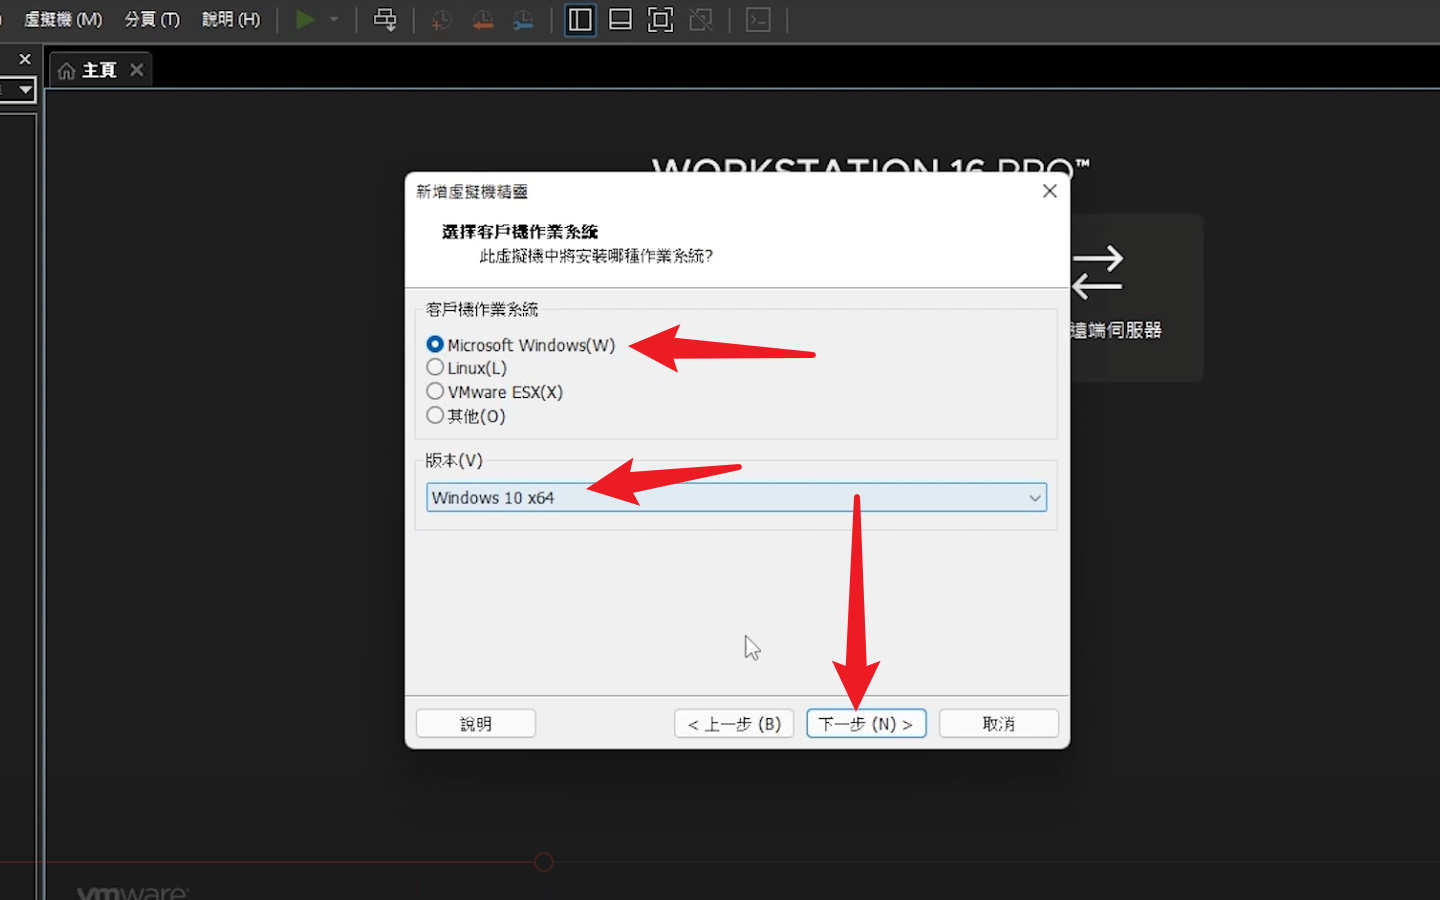 虛擬機 (M) 分頁 (T) 說明 (H)
主頁
WORKSTATION 16 PRO™
新增虛擬機精靈
選擇客戶機作業系統
此虛擬機中將安裝哪種作業系統?
遠端伺服器
客戶機作業系統
Microsoft Windows(W)
Linux(L)
VMware ESX(X)
其他(O)
版本(V)
Windows 10 x64
說明
< 上一步 (B)
下一步 (N) >
取消
vmware